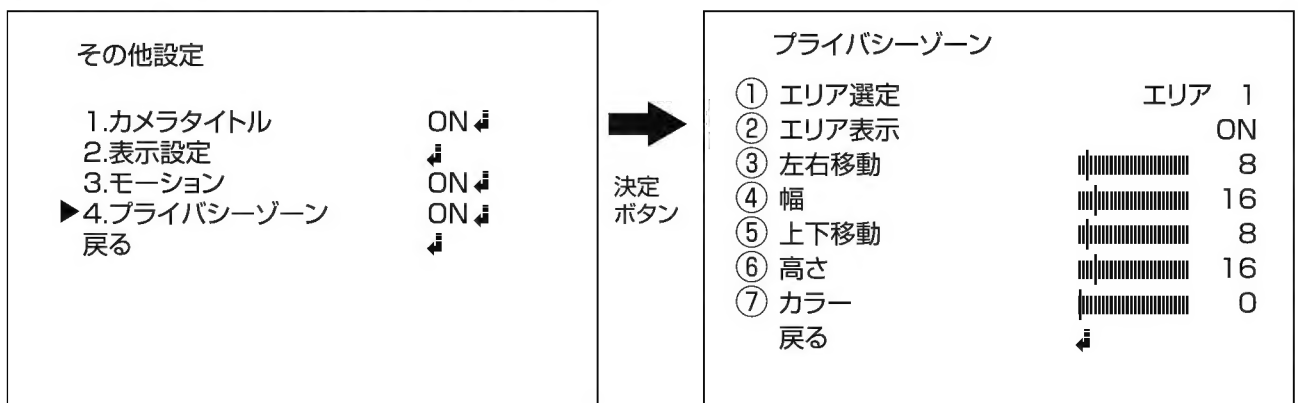 その他設定
1.カメラタイトル ON↲
2.表示設定 ↲
3.モーション ON↲
▶4.プライバシーゾーン ON↲
戻る ↲
決定
ボタン
プライバシーゾーン
① エリア選定 エリア 1
② エリア表示 ON
③ 左右移動 8
④ 幅 16
⑤ 上下移動 8
⑥ 高さ 16
⑦ カラー 0
戻る ↲